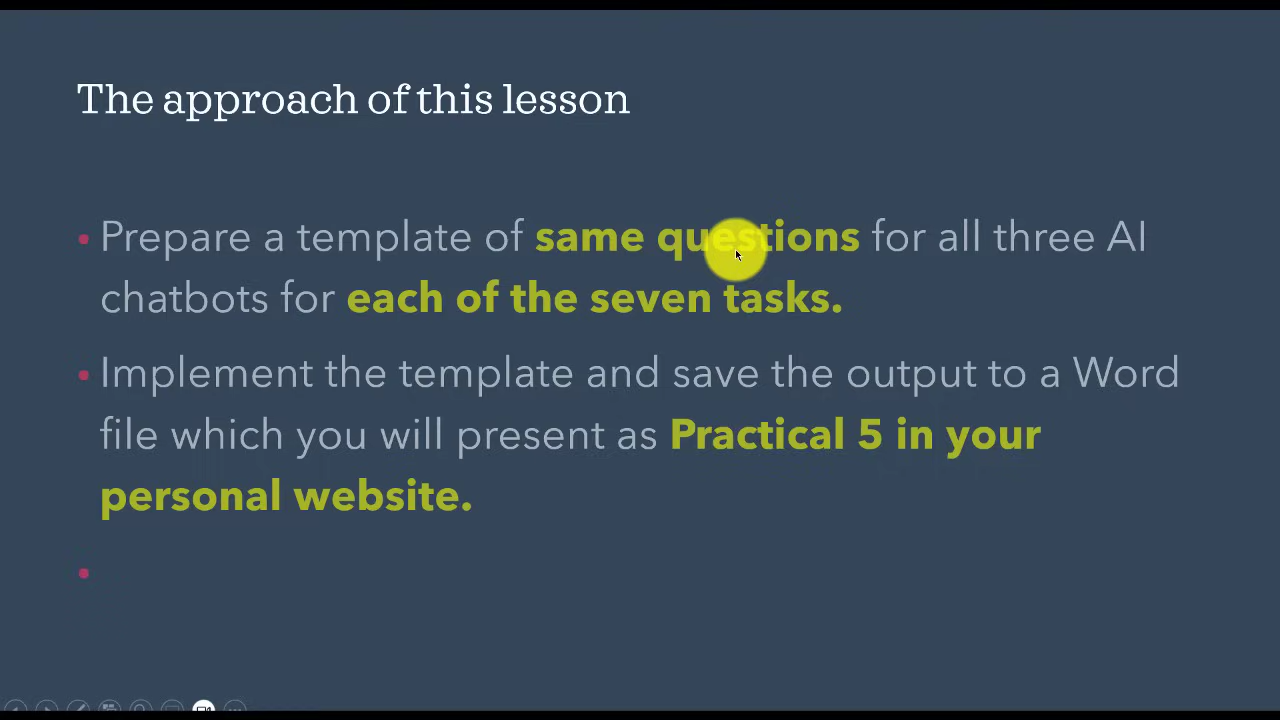 The approach of this lesson
Prepare a template of same questions for all three AI
chatbots for each of the seven tasks.
Implement the template and save the output to a Word
file which you will present as Practical 5 in your
personal website.